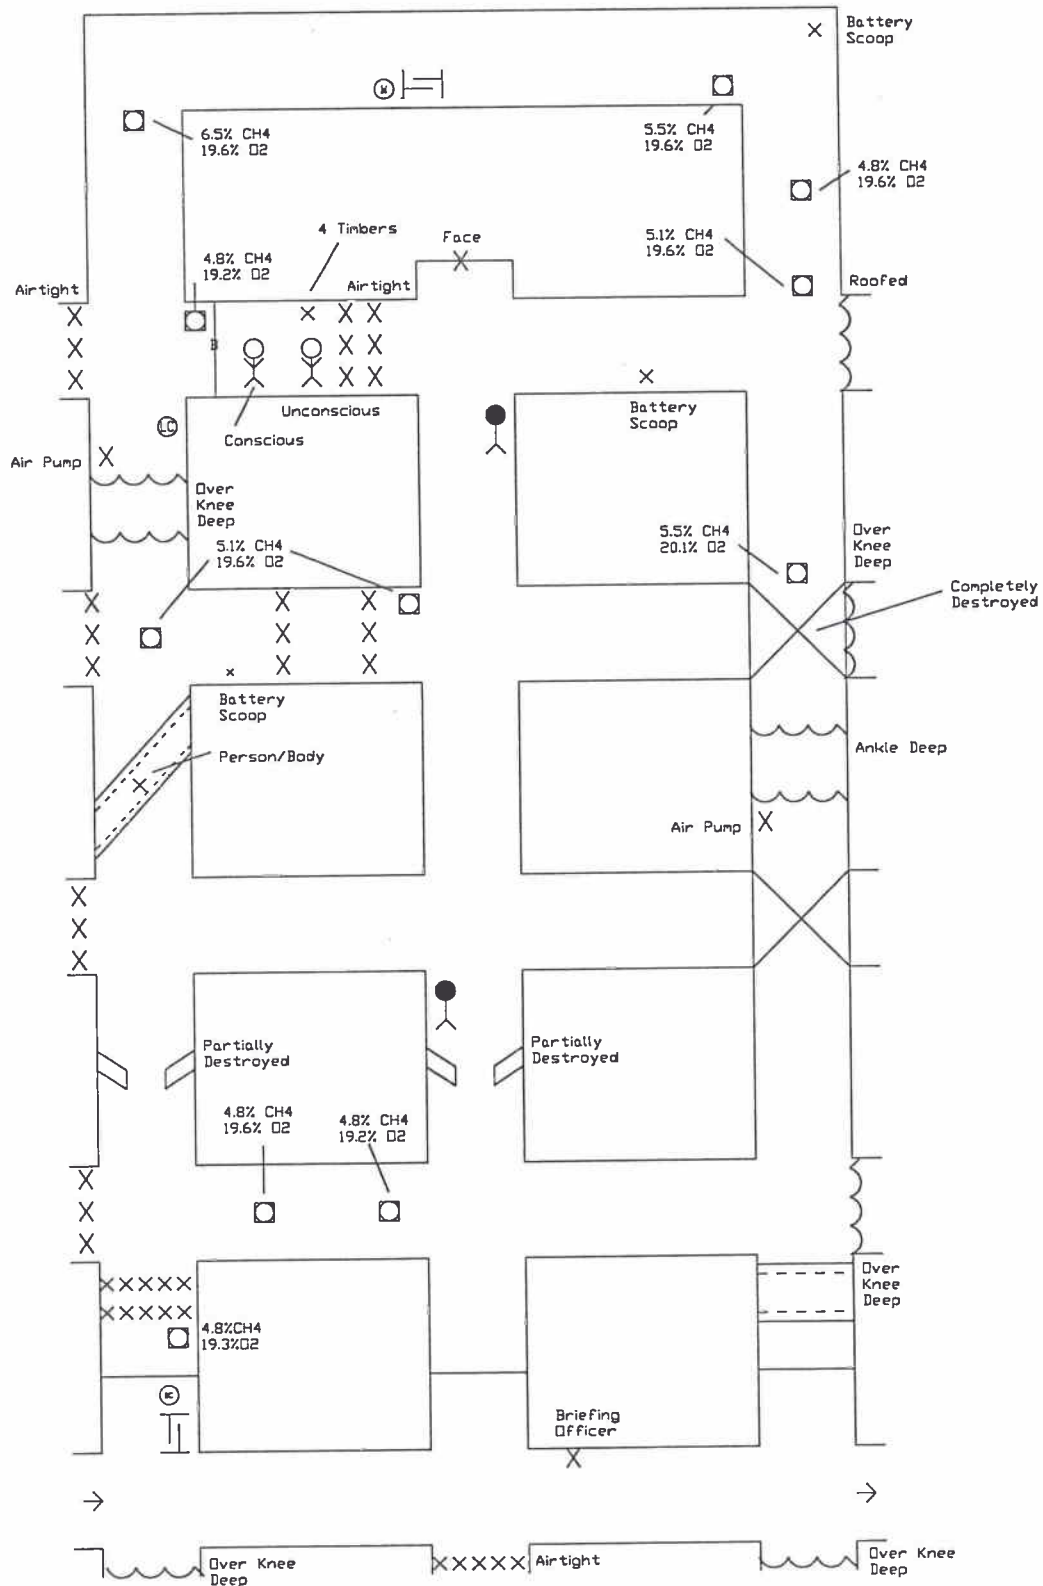 Battery
Scoop
M
6.5% CH4
19.6% O2
5.5% CH4
19.6% O2
4.8% CH4
19.6% O2
4 Timbers
Face
5.1% CH4
19.6% O2
4.8% CH4
19.2% O2
Airtight
Airtight
Roofed
B
Unconscious
Conscious
LC
Battery
Scoop
Air Pump
Over
Knee
Deep
5.5% CH4
20.1% O2
Over
Knee
Deep
5.1% CH4
19.6% O2
Completely
Destroyed
Battery
Scoop
Person/Body
Ankle Deep
Air Pump
Partially
Destroyed
Partially
Destroyed
4.8% CH4
19.6% O2
4.8% CH4
19.2% O2
Over
Knee
Deep
4.8%CH4
19.3%O2
Briefing
Officer
Over Knee
Deep
Airtight
Over Knee
Deep